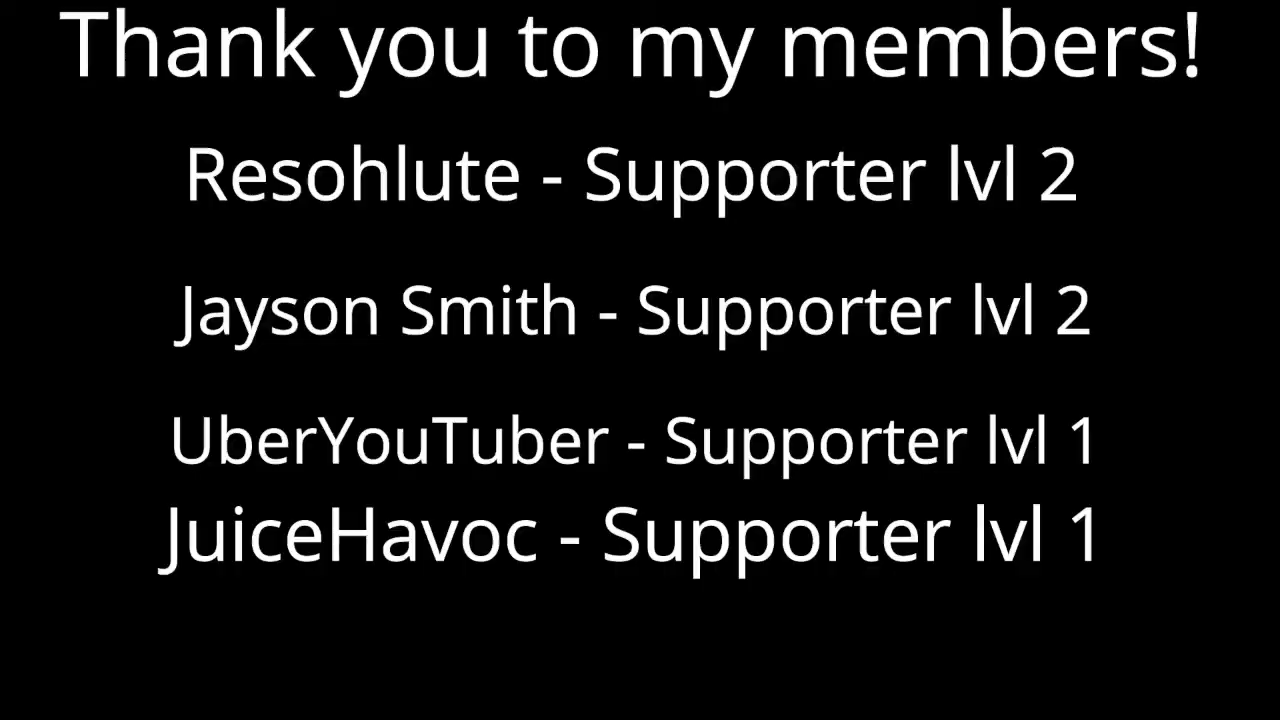 Thank you to my members!
Resohlute - Supporter lvl 2
Jayson Smith - Supporter lvl 2
UberYouTuber - Supporter lvl 1
JuiceHavoc - Supporter lvl 1